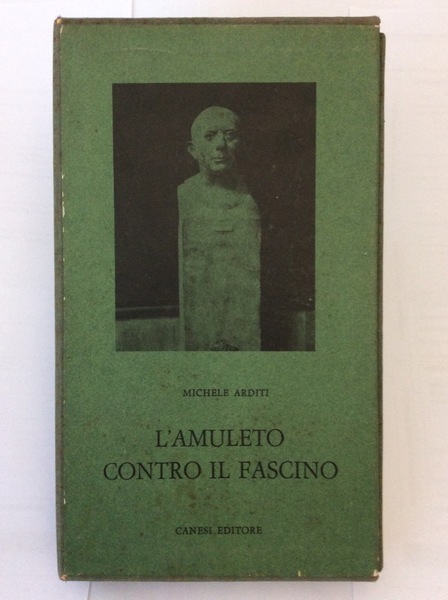 MICHELE ARDITI
L'AMULETO
CONTRO IL FASCINO
CANESI EDITORE